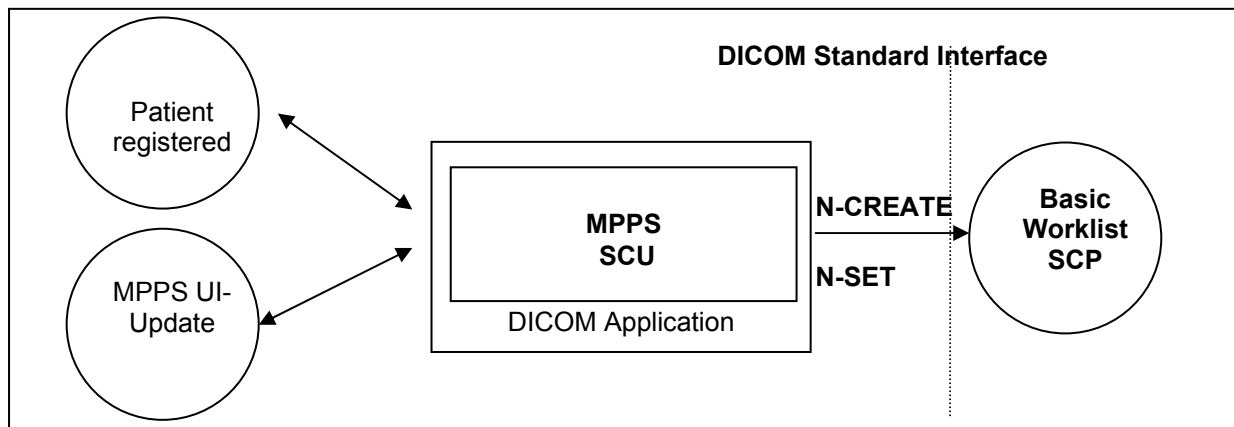 DICOM Standard Interface
Patient
registered
MPPS UI-
Update
MPPS
SCU
DICOM Application
N-CREATE
N-SET
Basic
Worklist
SCP